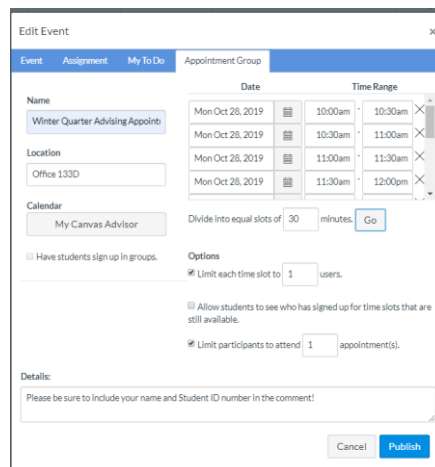 Edit Event
×
Event Assignment My To Do Appointment Group
Name
Winter Quarter Advising Appoint
Location
Office 133D
Calendar
My Canvas Advisor
Have students sign up in groups.
Date Time Range
Mon Oct 28, 2019 10:00am - 10:30am
Mon Oct 28, 2019 10:30am - 11:00am
Mon Oct 28, 2019 11:00am - 11:30am
Mon Oct 28, 2019 11:30am - 12:00pm
Divide into equal slots of 30 minutes. Go
Options
Limit each time slot to 1 users.
Allow students to see who has signed up for time slots that are
still available.
Limit participants to attend 1 appointment(s).
Details:
Please be sure to include your name and Student ID number in the comment!
Cancel Publish